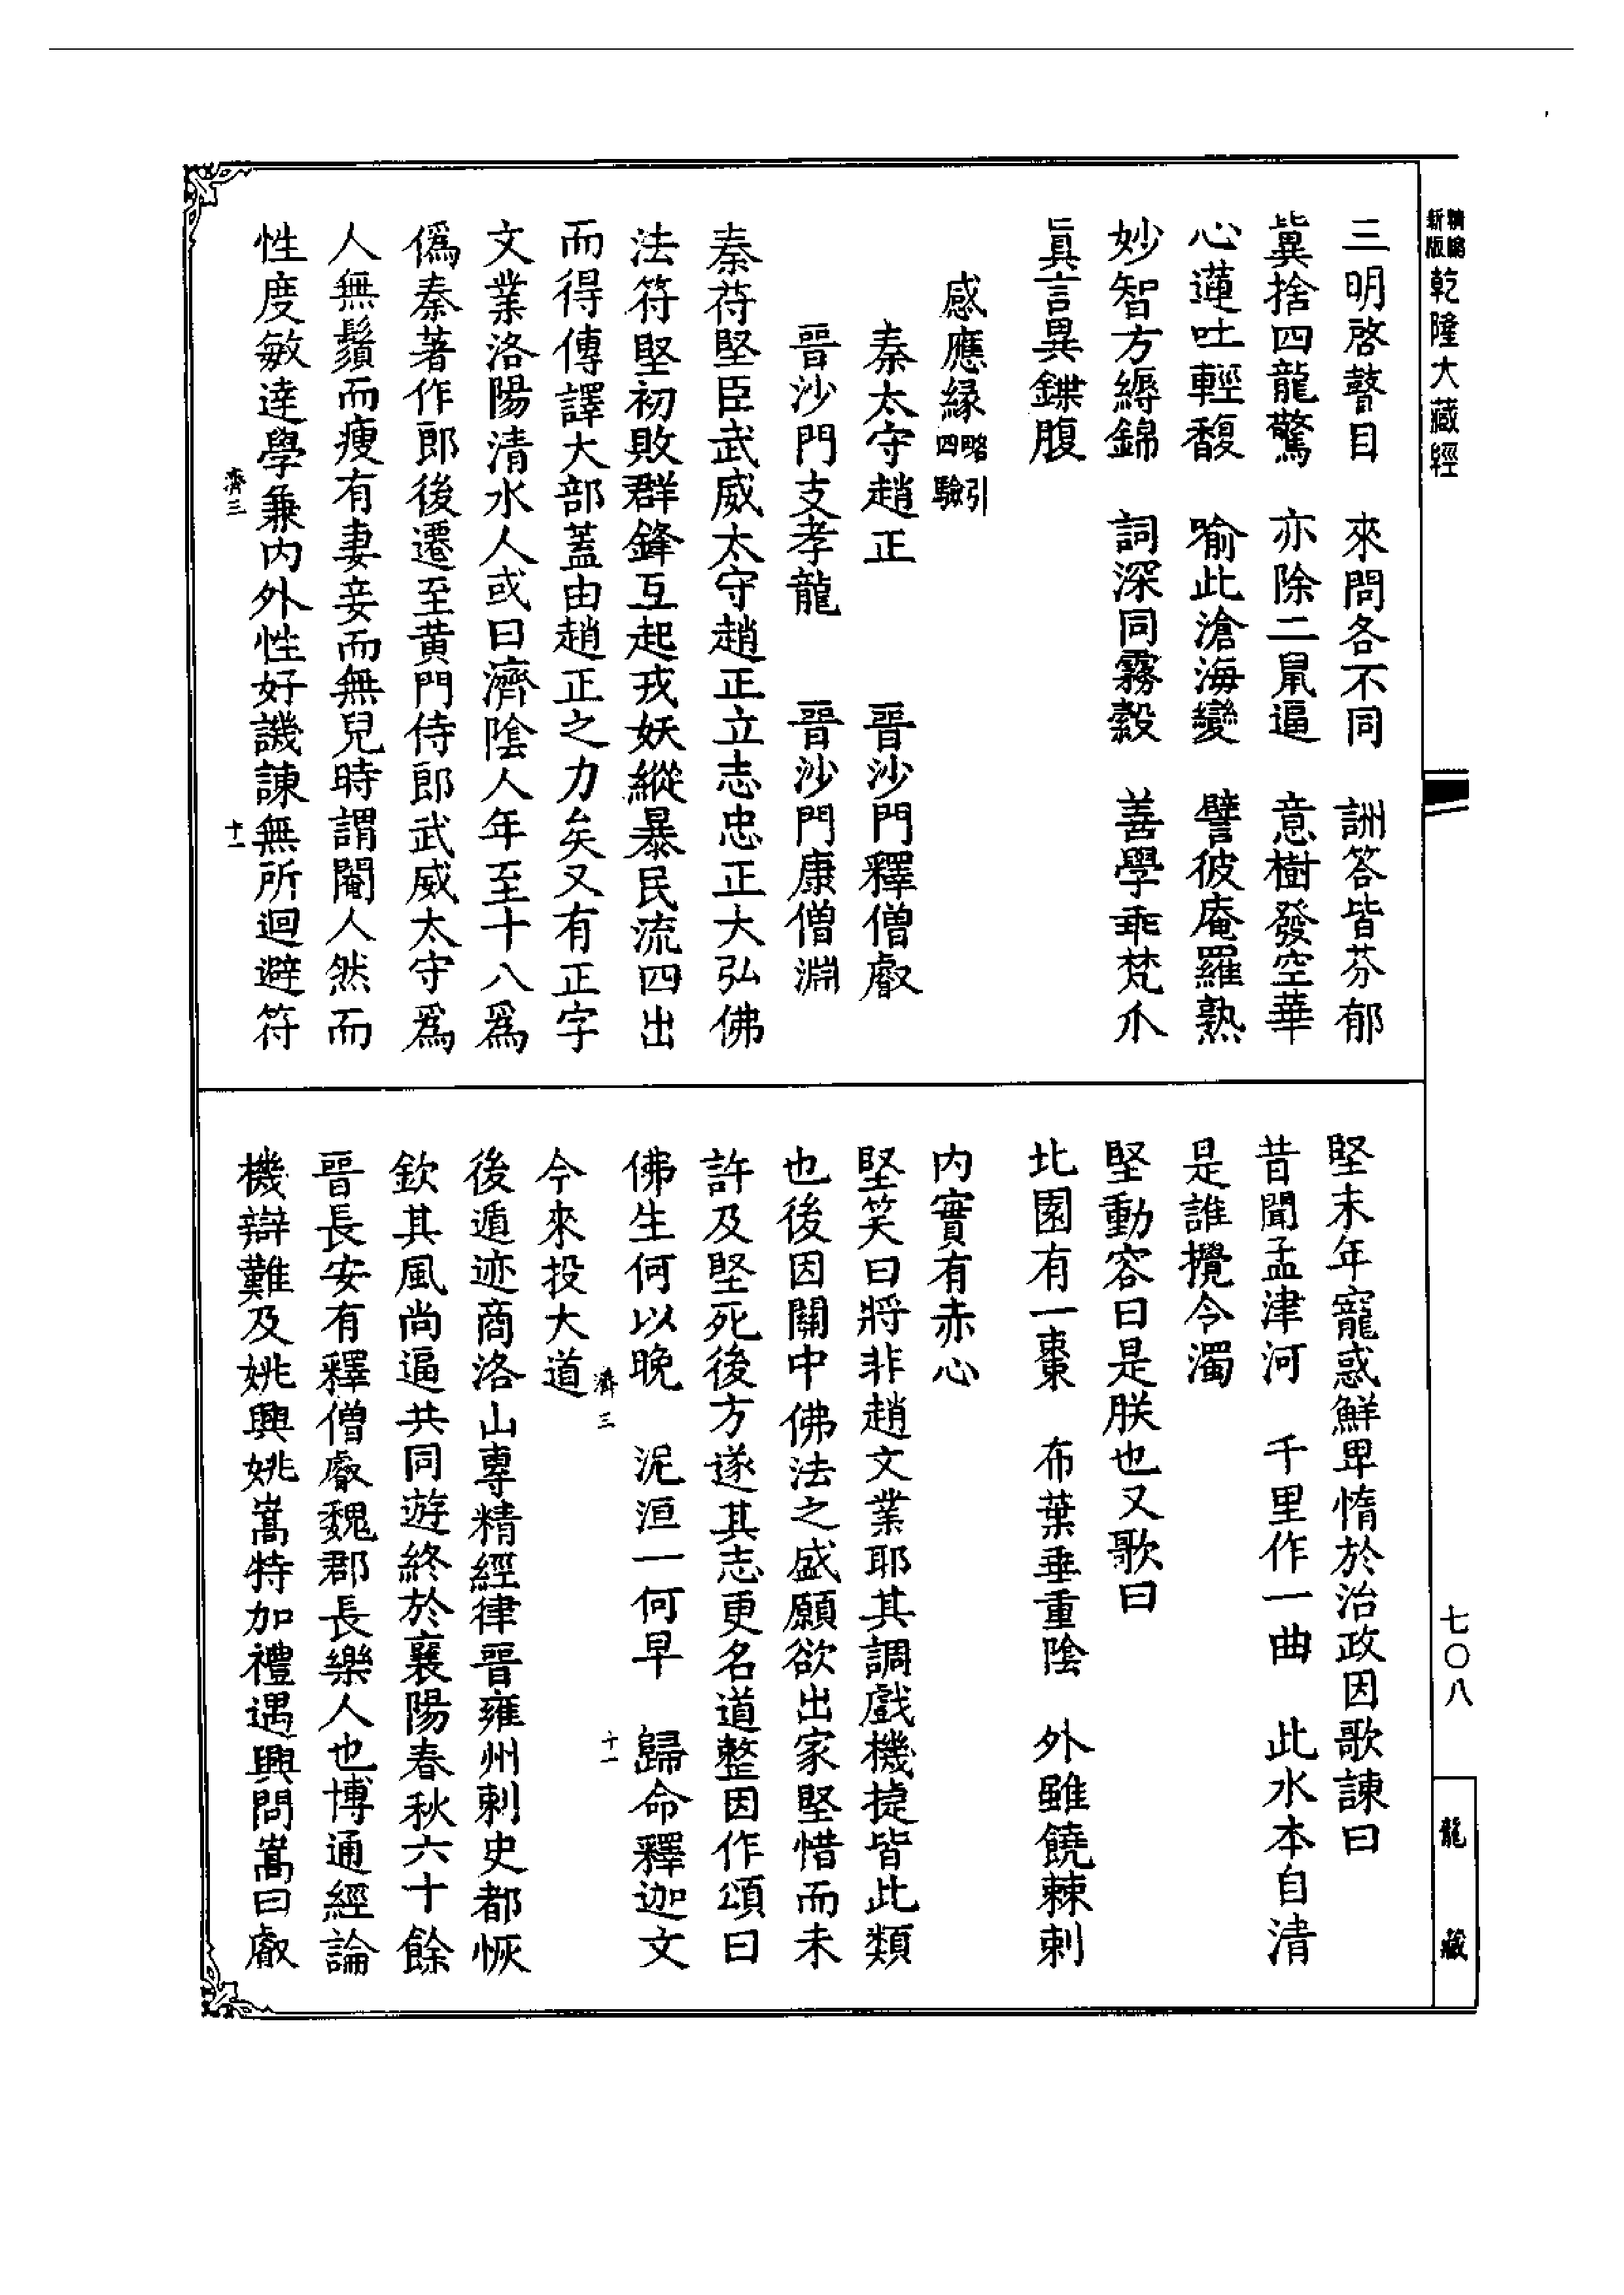 精縮新版乾隆大藏經
三明啓瞽目　來問各不同　詶答皆芬郁
冀捨四龍驚　亦除二鼠逼　意樹發空華
心蓮吐輕馥　喻此滄海變　譬彼庵羅熟
妙智方縟錦　詞深同霧縠　善學乖梵爪
眞言異鍱腹
感應緣略引四驗
秦太守趙正　晉沙門釋僧叡
晉沙門支孝龍　晉沙門康僧淵
秦苻堅臣武威太守趙正立志忠正大弘佛
法符堅初敗群鋒互起戎妖縱暴民流四出
而得傳譯大部蓋由趙正之力矣又有正字
文業洛陽清水人或曰濟陰人年至十八爲
僞秦著作郎後遷至黃門侍郎武威太守爲
人無鬚而瘦有妻妾而無兒時謂閹人然而
性度敏達學兼內外性好譏諫無所迴避符
濟三　十一
堅末年寵惑鮮卑惰於治政因歌諫曰
昔聞孟津河　千里作一曲　此水本自清
是誰攪令濁
堅動容曰是朕也又歌曰
北園有一棗　布葉垂重陰　外雖饒棘刺
內實有赤心
堅笑曰將非趙文業耶其調戲機捷皆此類
也後因關中佛法之盛願欲出家堅惜而未
許及堅死後方遂其志更名道整因作頌曰
佛生何以晚　泥洹一何早　歸命釋迦文
濟三　十一
今來投大道
後遁迹商洛山專精經律晉雍州刺史都恢
欽其風尚逼共同遊終於襄陽春秋六十餘
晉長安有釋僧叡魏郡長樂人也博通經論
機辯難及姚興姚嵩特加禮遇興問嵩曰叡
七〇八
龍藏